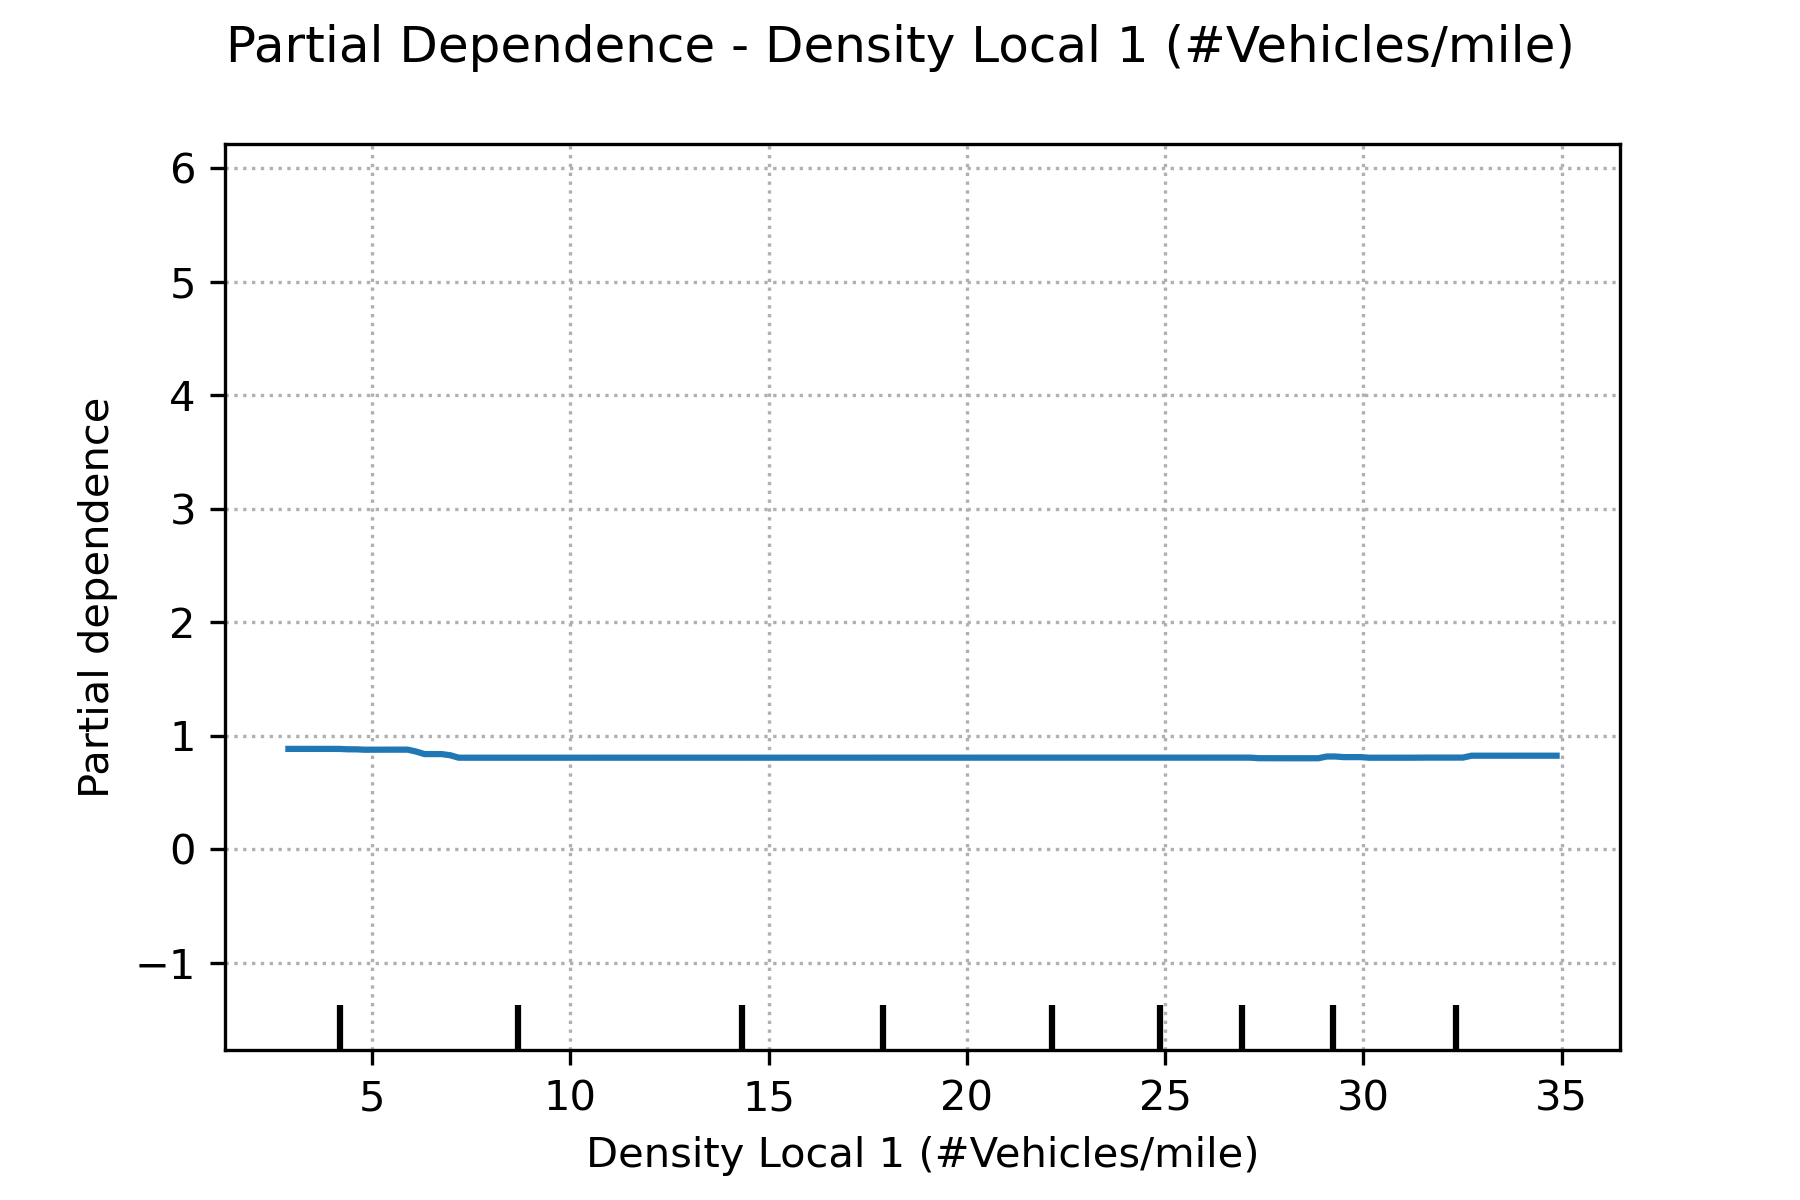 Partial Dependence - Density Local 1 (#Vehicles/mile)
6
5
4
3
2
1
0
−1
Partial dependence
5 10 15 20 25 30 35
Density Local 1 (#Vehicles/mile)